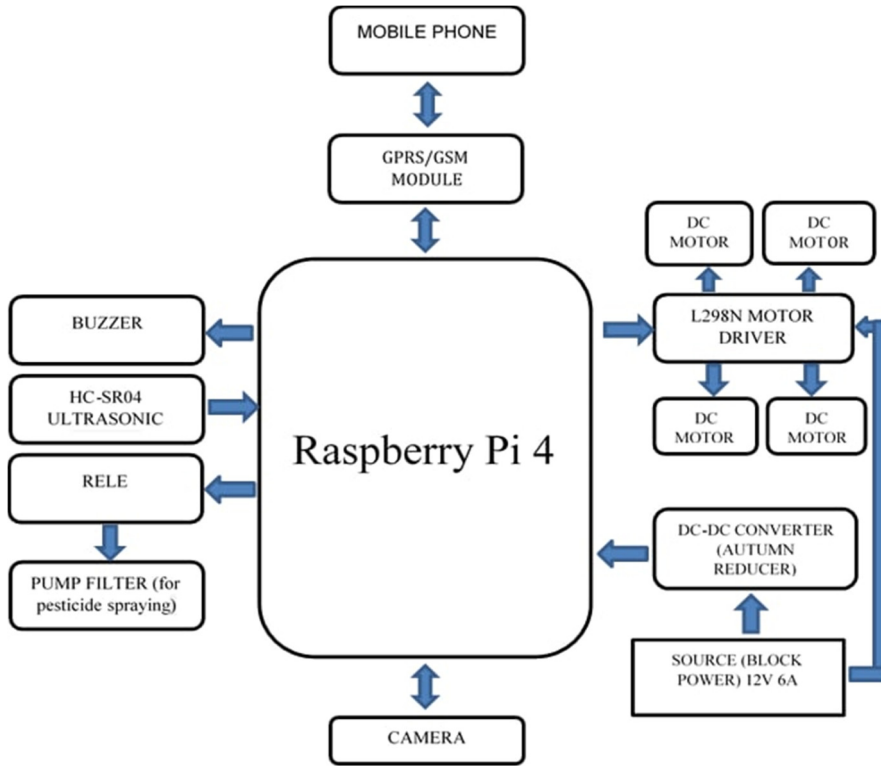 MOBILE PHONE
GPRS/GSM
MODULE
DC
MOTOR
DC
MOTOR
BUZZER
L298N MOTOR
DRIVER
HC-SR04
ULTRASONIC
DC
MOTOR
DC
MOTOR
Raspberry Pi 4
RELE
DC-DC CONVERTER
(AUTUMN
REDUCER)
PUMP FILTER (for
pesticide spraying)
SOURCE (BLOCK
POWER) 12V 6A
CAMERA